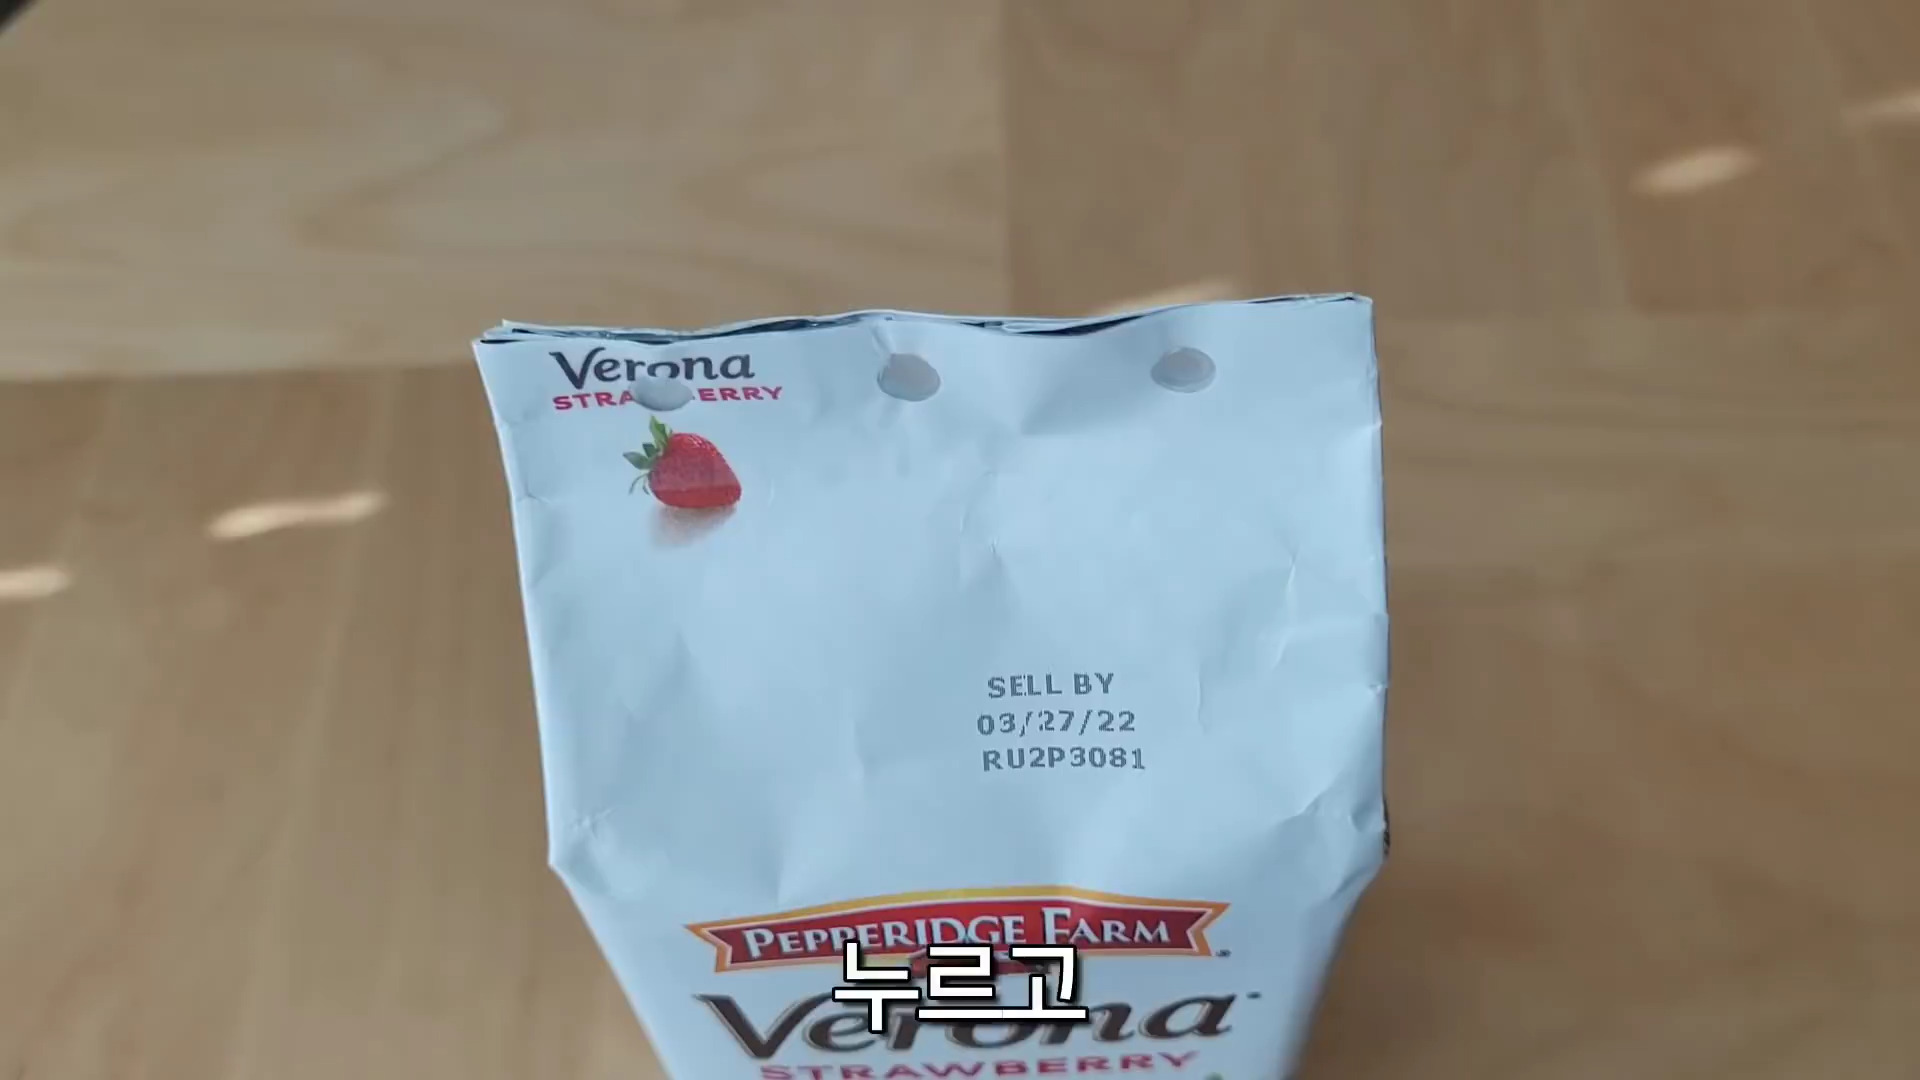 Verona
STRAWBERRY
SELL BY
03/27/22
RU2P3081
PEPPERIDGE FARM
누르고
Verona
STRAWBERRY